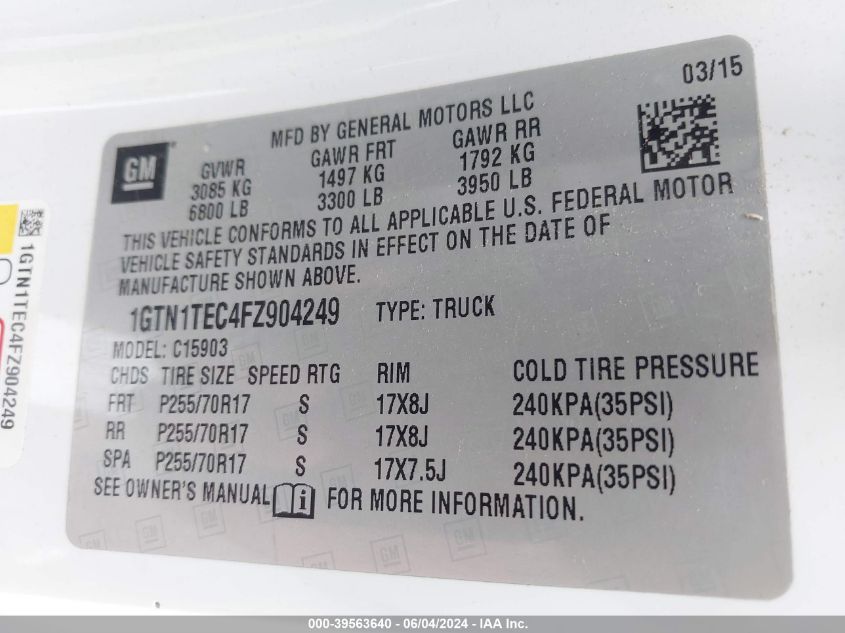 03/15
GM
MFD BY GENERAL MOTORS LLC
GVWR GAWR FRT GAWR RR
3085 KG 1497 KG 1792 KG
6800 LB 3300 LB 3950 LB
THIS VEHICLE CONFORMS TO ALL APPLICABLE U.S. FEDERAL MOTOR
VEHICLE SAFETY STANDARDS IN EFFECT ON THE DATE OF
MANUFACTURE SHOWN ABOVE.
1GTN1TEC4FZ904249 TYPE: TRUCK
MODEL: C15903
CHDS TIRE SIZE SPEED RTG RIM COLD TIRE PRESSURE
FRT P255/70R17 S 17X8J 240KPA(35PSI)
RR P255/70R17 S 17X8J 240KPA(35PSI)
SPA P255/70R17 S 17X7.5J 240KPA(35PSI)
SEE OWNER'S MANUAL FOR MORE INFORMATION.
1GTN1TEC4FZ904249
000-39563640 - 06/04/2024 - IAA Inc.